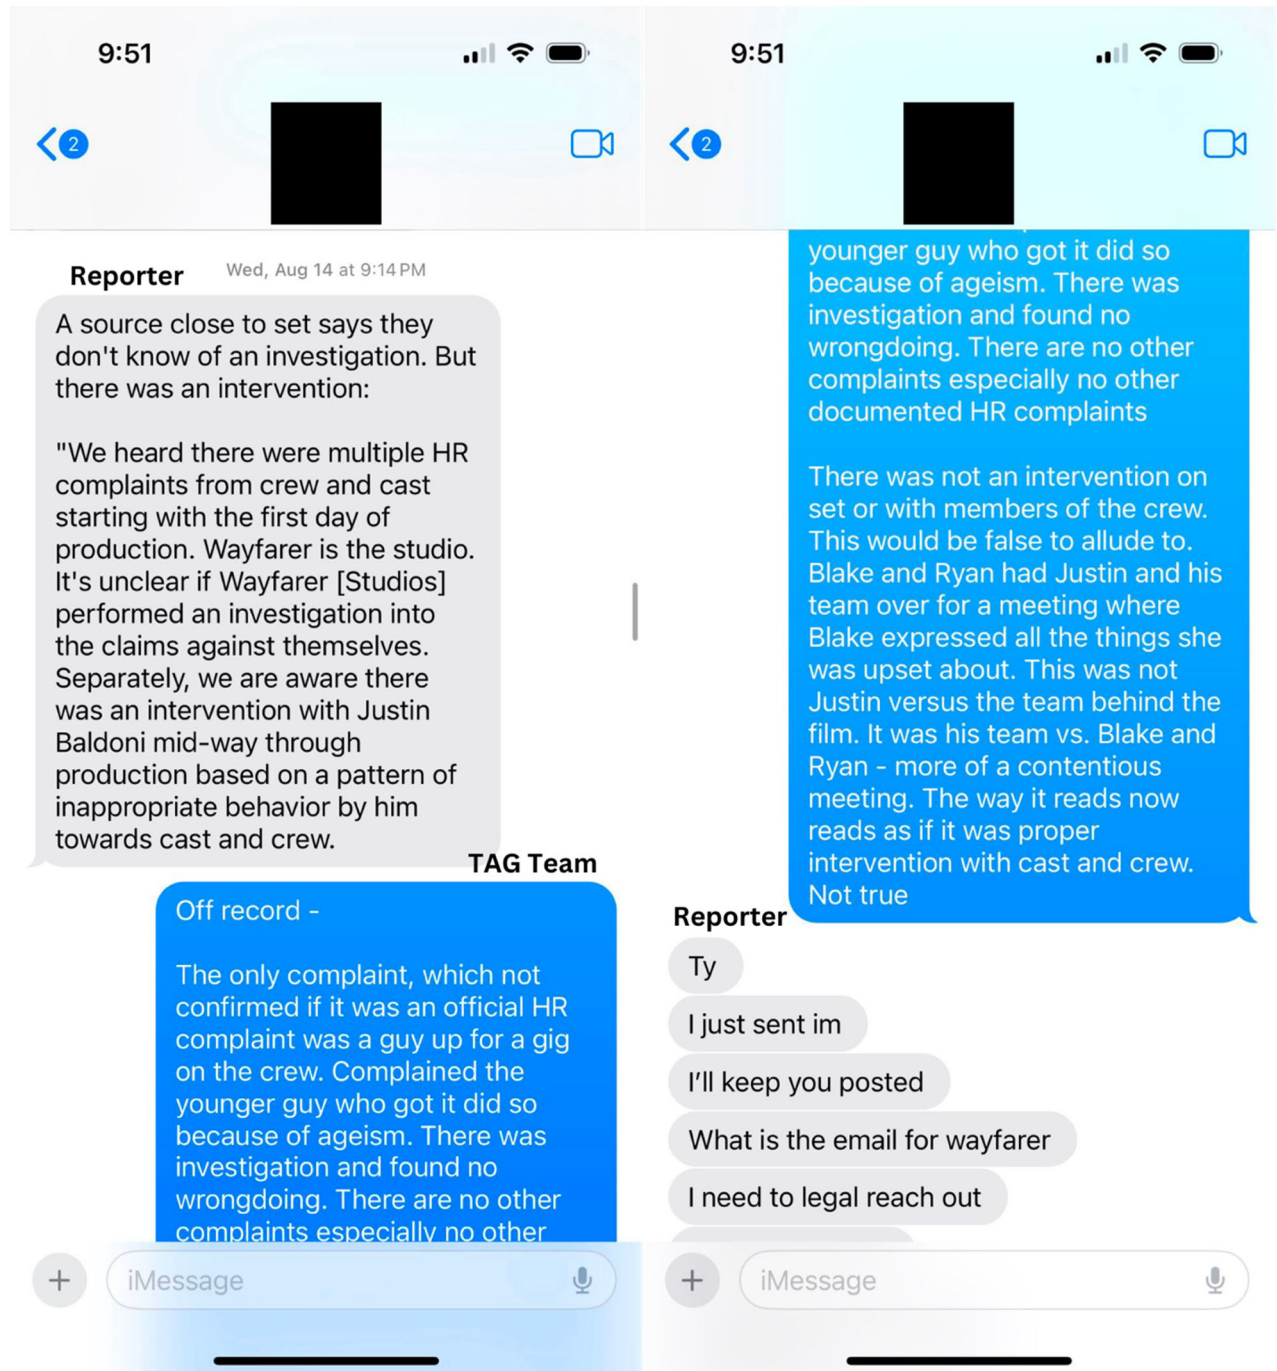 9:51
2
Reporter
Wed, Aug 14 at 9:14 PM
A source close to set says they
don't know of an investigation. But
there was an intervention:
"We heard there were multiple HR
complaints from crew and cast
starting with the first day of
production. Wayfarer is the studio.
It's unclear if Wayfarer [Studios]
performed an investigation into
the claims against themselves.
Separately, we are aware there
was an intervention with Justin
Baldoni mid-way through
production based on a pattern of
inappropriate behavior by him
towards cast and crew.
TAG Team
Off record -
The only complaint, which not
confirmed if it was an official HR
complaint was a guy up for a gig
on the crew. Complained the
younger guy who got it did so
because of ageism. There was
investigation and found no
wrongdoing. There are no other
complaints especially no other
iMessage
9:51
2
younger guy who got it did so
because of ageism. There was
investigation and found no
wrongdoing. There are no other
complaints especially no other
documented HR complaints
There was not an intervention on
set or with members of the crew.
This would be false to allude to.
Blake and Ryan had Justin and his
team over for a meeting where
Blake expressed all the things she
was upset about. This was not
Justin versus the team behind the
film. It was his team vs. Blake and
Ryan - more of a contentious
meeting. The way it reads now
reads as if it was proper
intervention with cast and crew.
Not true
Reporter
Ty
I just sent im
I'll keep you posted
What is the email for wayfarer
I need to legal reach out
iMessage